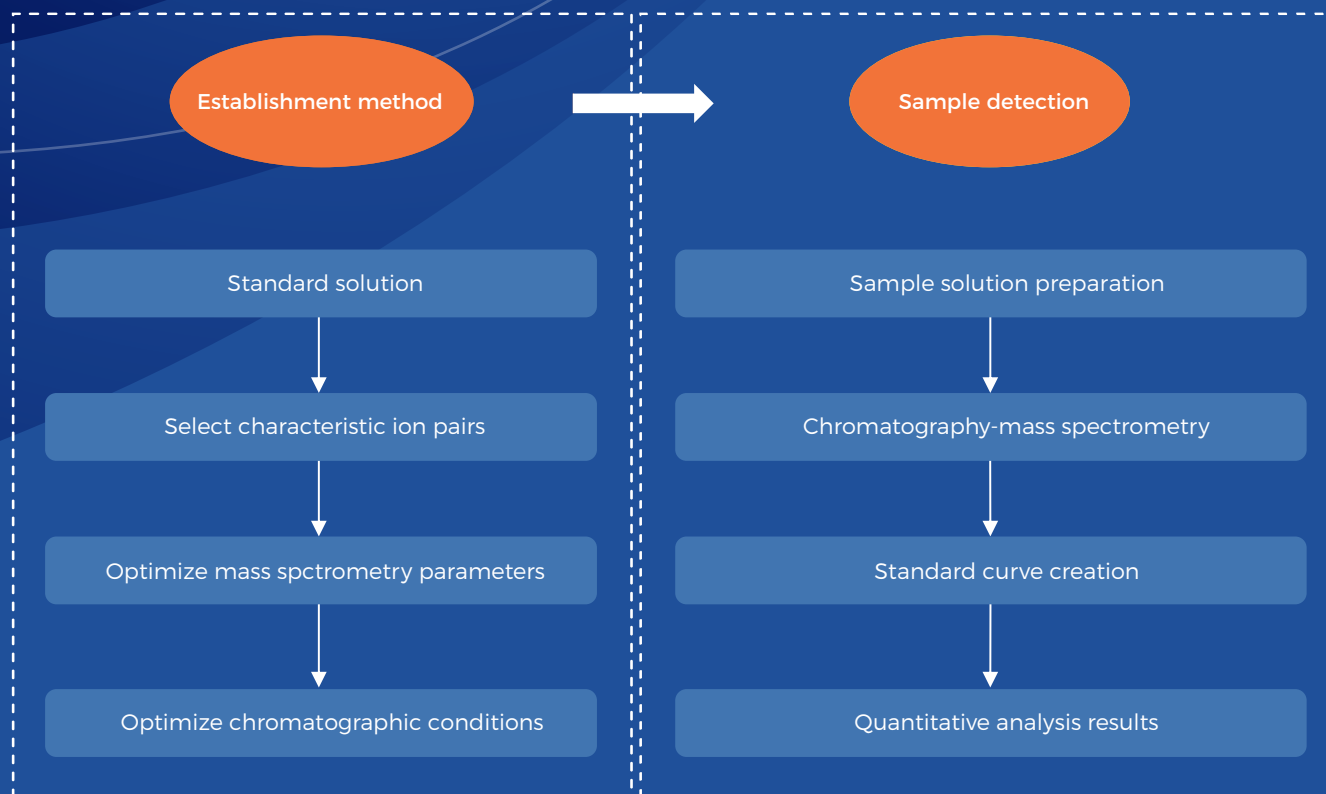 Establishment method
Sample detection
Standard solution
Select characteristic ion pairs
Optimize mass spctrometry parameters
Optimize chromatographic conditions
Sample solution preparation
Chromatography-mass spectrometry
Standard curve creation
Quantitative analysis results